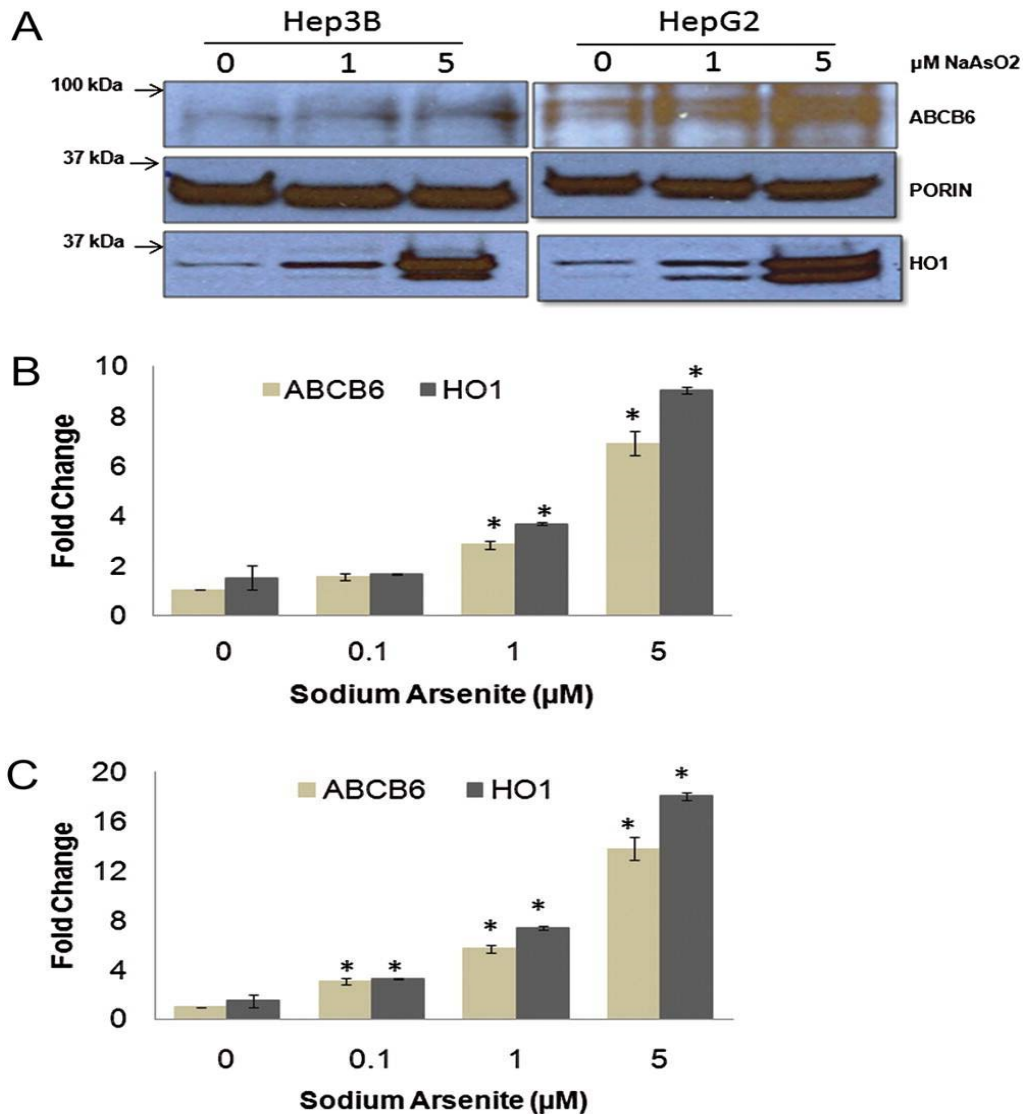 A
Hep3B HepG2
0 1 5 0 1 5 µM NaAsO2
100 kDa
ABCB6
37 kDa
PORIN
37 kDa
HO1
B
10
8
6
4
2
0
Fold Change
ABCB6 HO1
* * * *
0 0.1 1 5
Sodium Arsenite (µM)
C
20
16
12
8
4
0
Fold Change
ABCB6 HO1
* * * * * *
0 0.1 1 5
Sodium Arsenite (µM)